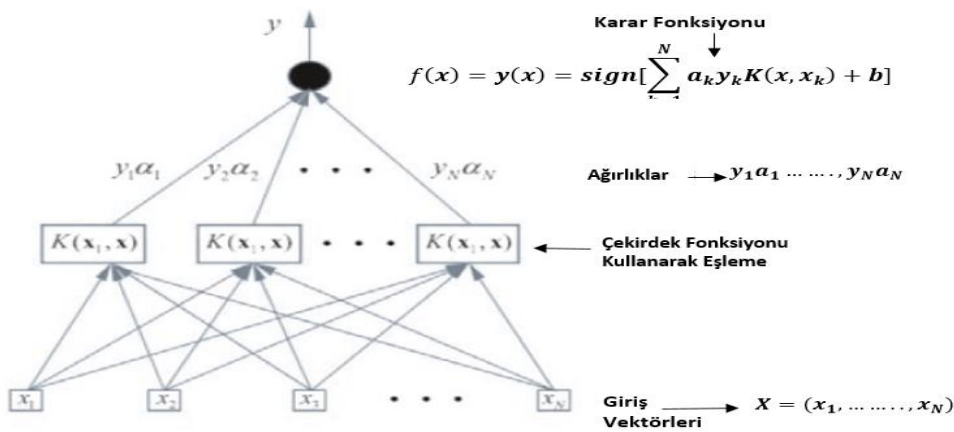 Karar Fonksiyonu
y
N
f(x) = y(x) = sign[∑ a_k y_k K(x, x_k) + b]
y₁α₁ y₂α₂ . . . y_Nα_N
Ağırlıklar y₁a₁ … … ., y_Na_N
K(x₁, x) K(x₁, x) . . . K(x₁, x)
Çekirdek Fonksiyonu
Kullanarak Eşleme
x₁ x₂ x₃ . . . x_N
Giriş
Vektörleri
X = (x₁, … … . ., x_N)